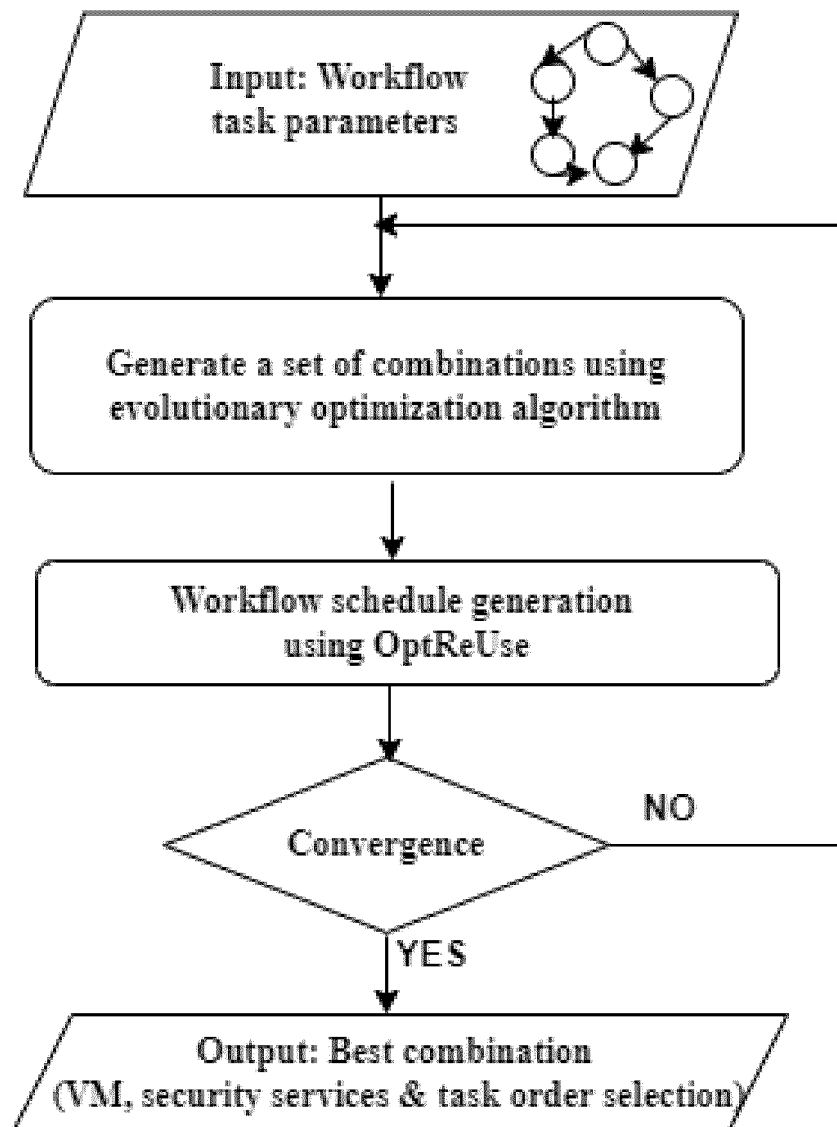 Input: Workflow
task parameters
Generate a set of combinations using
evolutionary optimization algorithm
Workflow schedule generation
using OptReUse
Convergence
NO
YES
Output: Best combination
(VM, security services & task order selection)